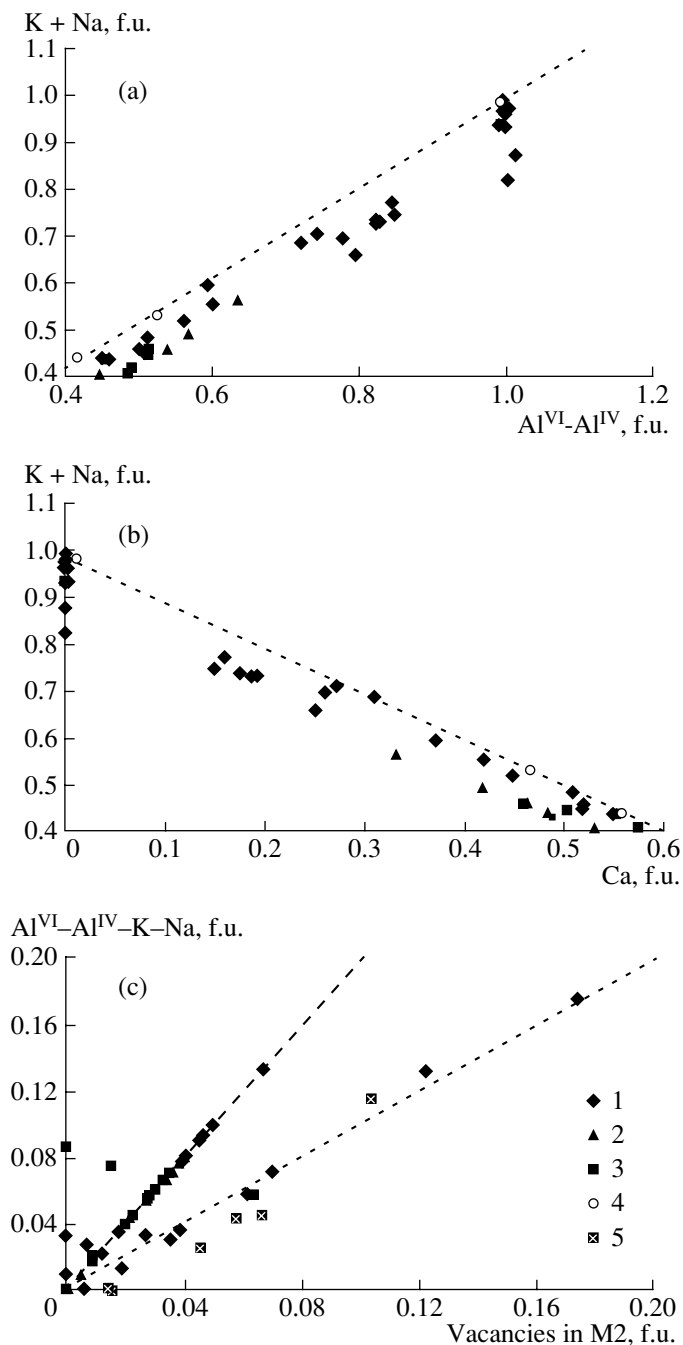 K + Na, f.u.
1.1
(a)
1.0
0.9
0.8
0.7
0.6
0.5
0.4
0.4 0.6 0.8 1.0 1.2
Al^VI-Al^IV, f.u.
K + Na, f.u.
1.1
(b)
1.0
0.9
0.8
0.7
0.6
0.5
0.4
0 0.1 0.2 0.3 0.4 0.5 0.6
Ca, f.u.
Al^VI–Al^IV–K–Na, f.u.
0.20
(c)
0.16
0.12
1
2
0.08
3
4
0.04
5
0 0.04 0.08 0.12 0.16 0.20
Vacancies in M2, f.u.